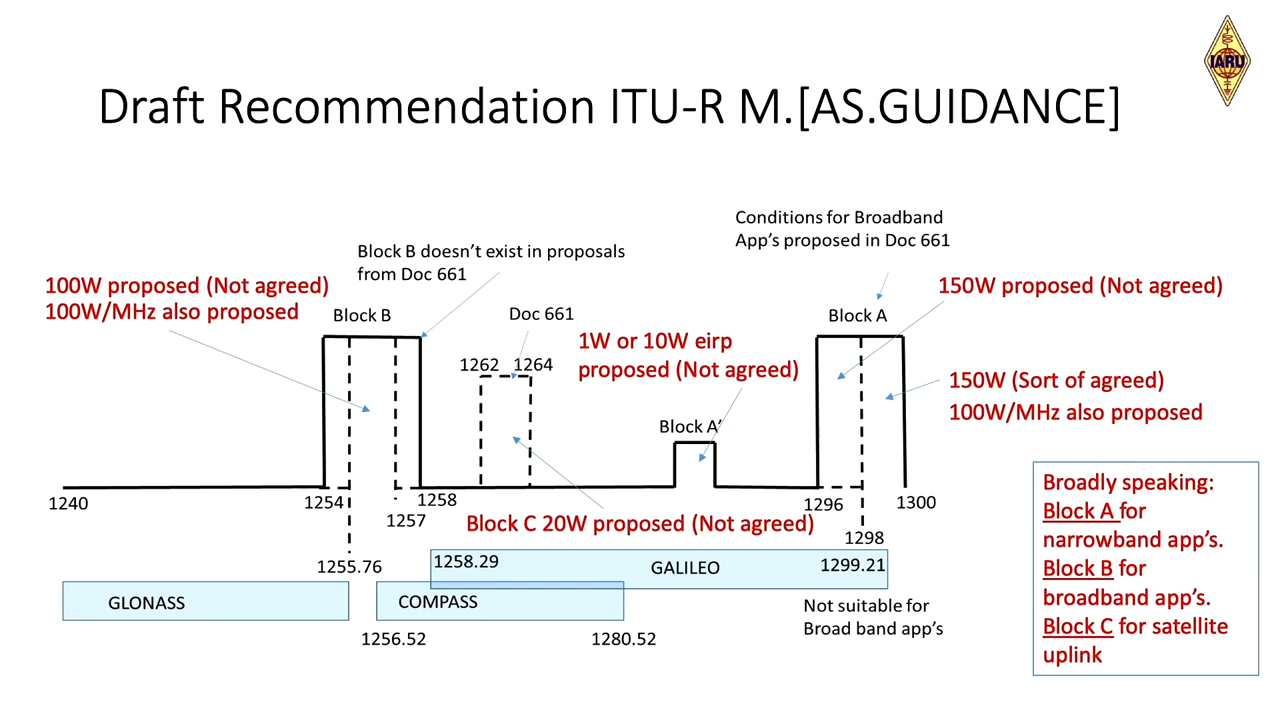 IARU
Draft Recommendation ITU-R M.[AS.GUIDANCE]
Conditions for Broadband
App's proposed in Doc 661
Block B doesn't exist in proposals
from Doc 661
100W proposed (Not agreed)
100W/MHz also proposed
150W proposed (Not agreed)
Block B
Doc 661
Block A
1W or 10W eirp
proposed (Not agreed)
1262
1264
150W (Sort of agreed)
100W/MHz also proposed
Block A'
1240
1254
1258
1257
1296
1300
1298
Block C 20W proposed (Not agreed)
1255.76
1258.29
GALILEO
1299.21
GLONASS
COMPASS
1256.52
1280.52
Not suitable for
Broad band app's
Broadly speaking:
Block A for
narrowband app's.
Block B for
broadband app's.
Block C for satellite
uplink